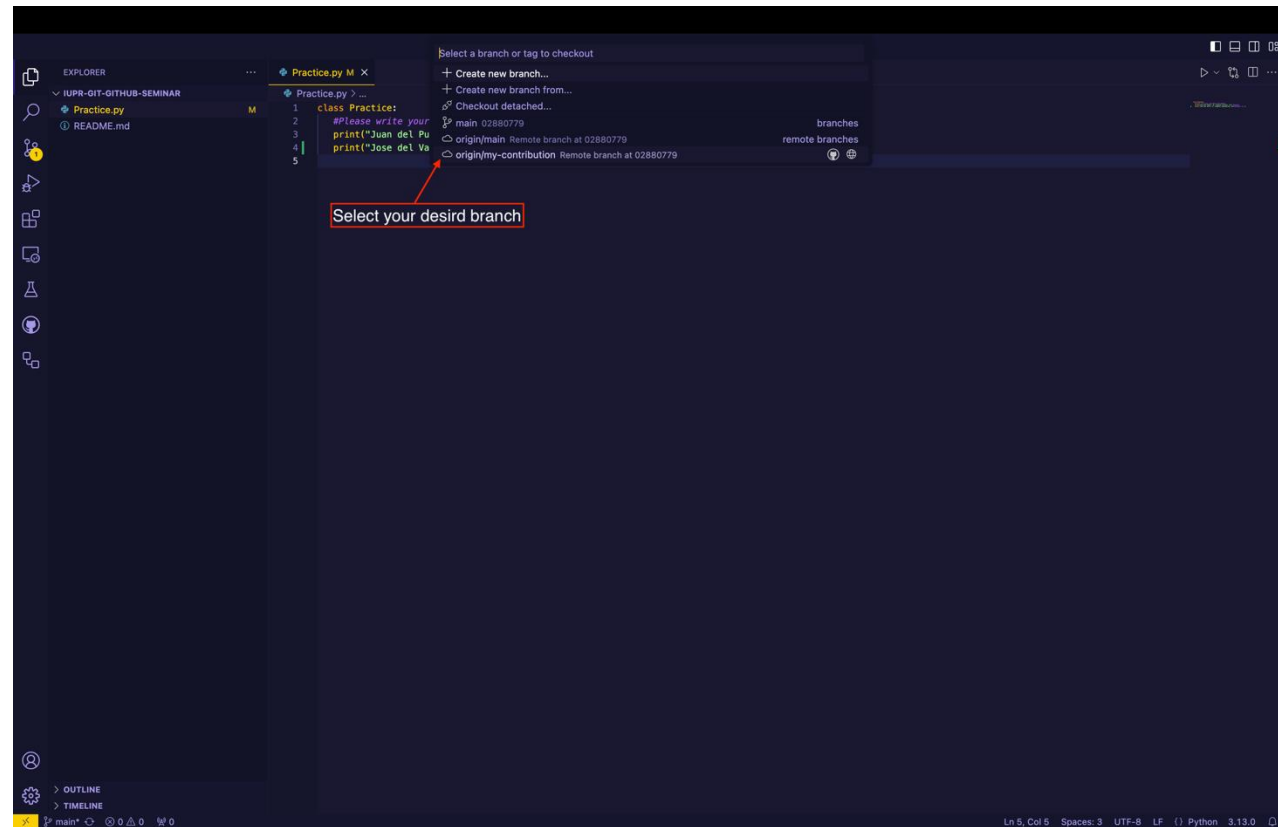 Select a branch or tag to checkout
EXPLORER
Practice.py M
+ Create new branch...
IUPR-GIT-GITHUB-SEMINAR
Practice.py > ...
+ Create new branch from...
Practice.py M
1 class Practice:
Checkout detached...
README.md
2 #Please write your
main 02880779 branches
3 print("Juan del Pu
origin/main Remote branch at 02880779 remote branches
4 print("Jose del Va
origin/my-contribution Remote branch at 02880779
5
1
Select your desird branch
> OUTLINE
> TIMELINE
main* 0 0 0 Ln 5, Col 5 Spaces: 3 UTF-8 LF {} Python 3.13.0